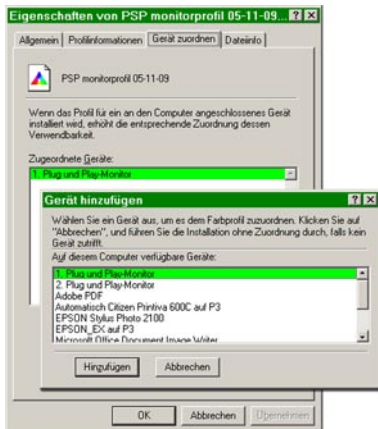 Eigenschaften von PSP monitorprofil 05-11-09...
Allgemein Profilinformationen Gerät zuordnen Dateiinfo
PSP monitorprofil 05-11-09
Wenn das Profil für ein an den Computer angeschlossenes Gerät
installiert wird, erhöht die entsprechende Zuordnung dessen
Verwendbarkeit.
Zugeordnete Geräte:
1. Plug und Play-Monitor
Gerät hinzufügen
Wählen Sie ein Gerät aus, um es dem Farbprofil zuzuordnen. Klicken Sie auf
"Abbrechen", und führen Sie die Installation ohne Zuordnung durch, falls kein
Gerät zutrifft.
Auf diesem Computer verfügbare Geräte:
1. Plug und Play-Monitor
2. Plug und Play-Monitor
Adobe PDF
Automatisch Citizen Printiva 600C auf P3
EPSON Stylus Photo 2100
EPSON_EX auf P3
Microsoft Office Document Image Writer
Hinzufügen Abbrechen
OK Abbrechen Übernehmen